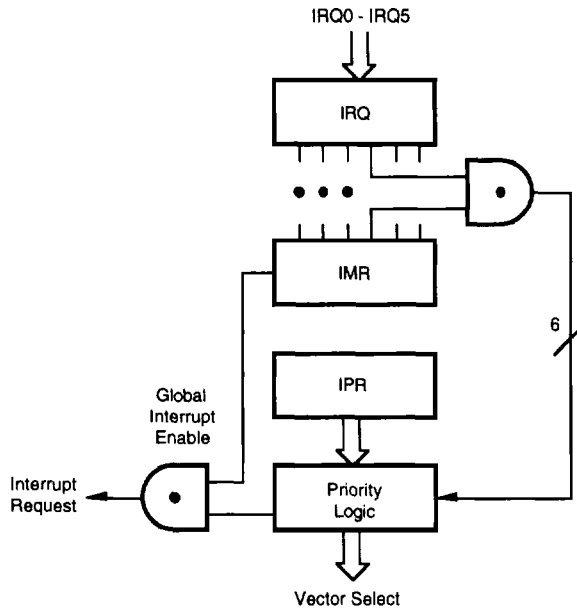 IRQ0 - IRQ5
IRQ
IMR
6
IPR
Global
Interrupt
Enable
Interrupt
Request
Priority
Logic
Vector Select